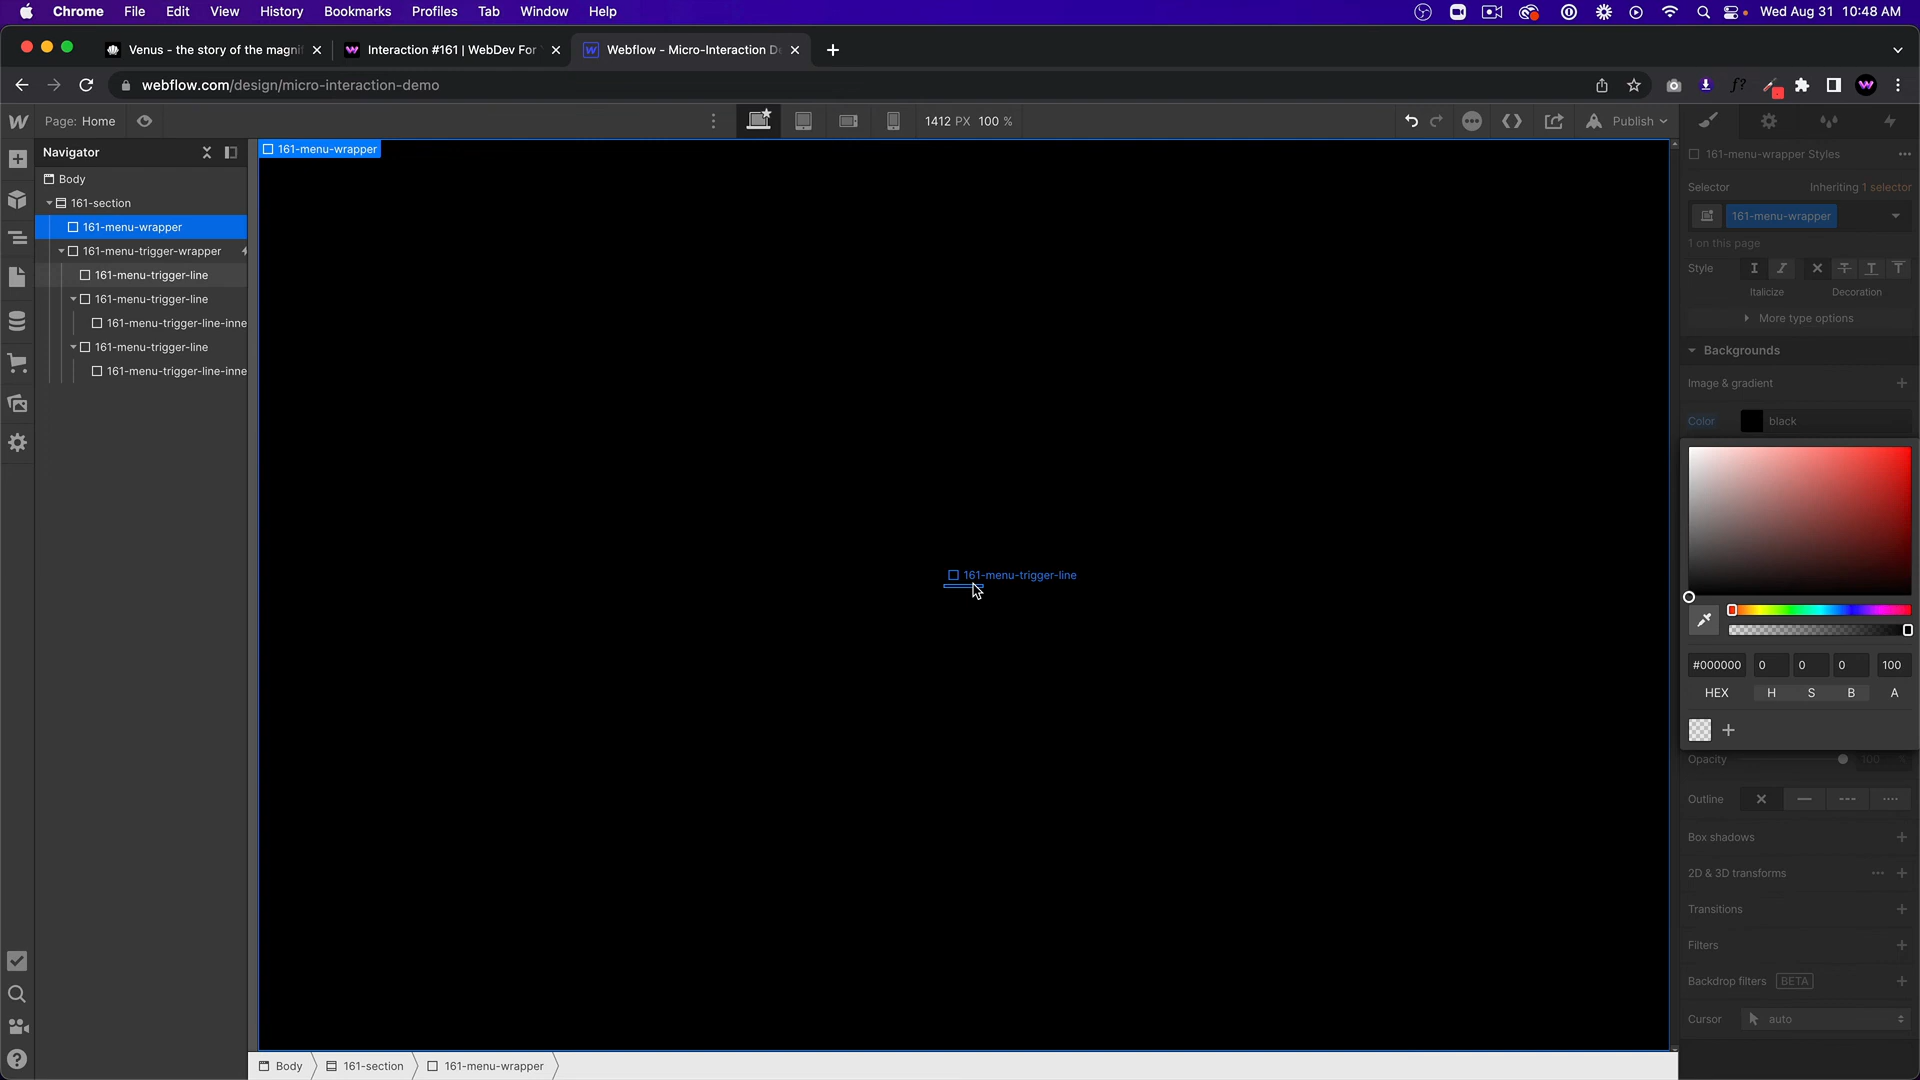 Chrome File Edit View History Bookmarks Profiles Tab Window Help
Wed Aug 31 10:48 AM
Venus - the story of the magni
Interaction #161 | WebDev For
Webflow - Micro-Interaction De
webflow.com/design/micro-interaction-demo
Page: Home
1412 PX 100 %
Publish
Navigator
Body
161-section
161-menu-wrapper
161-menu-trigger-wrapper
161-menu-trigger-line
161-menu-trigger-line
161-menu-trigger-line-inne
161-menu-trigger-line
161-menu-trigger-line-inne
161-menu-wrapper
161-menu-trigger-line
161-menu-wrapper Styles
Selector Inheriting 1 selector
161-menu-wrapper
1 on this page
Style
Italicize Decoration
More type options
Backgrounds
Image & gradient
Color black
#000000 0 0 0 100
HEX H S B A
Opacity 100
Outline
Box shadows
2D & 3D transforms
Transitions
Filters
Backdrop filters BETA
Cursor auto
Body 161-section 161-menu-wrapper